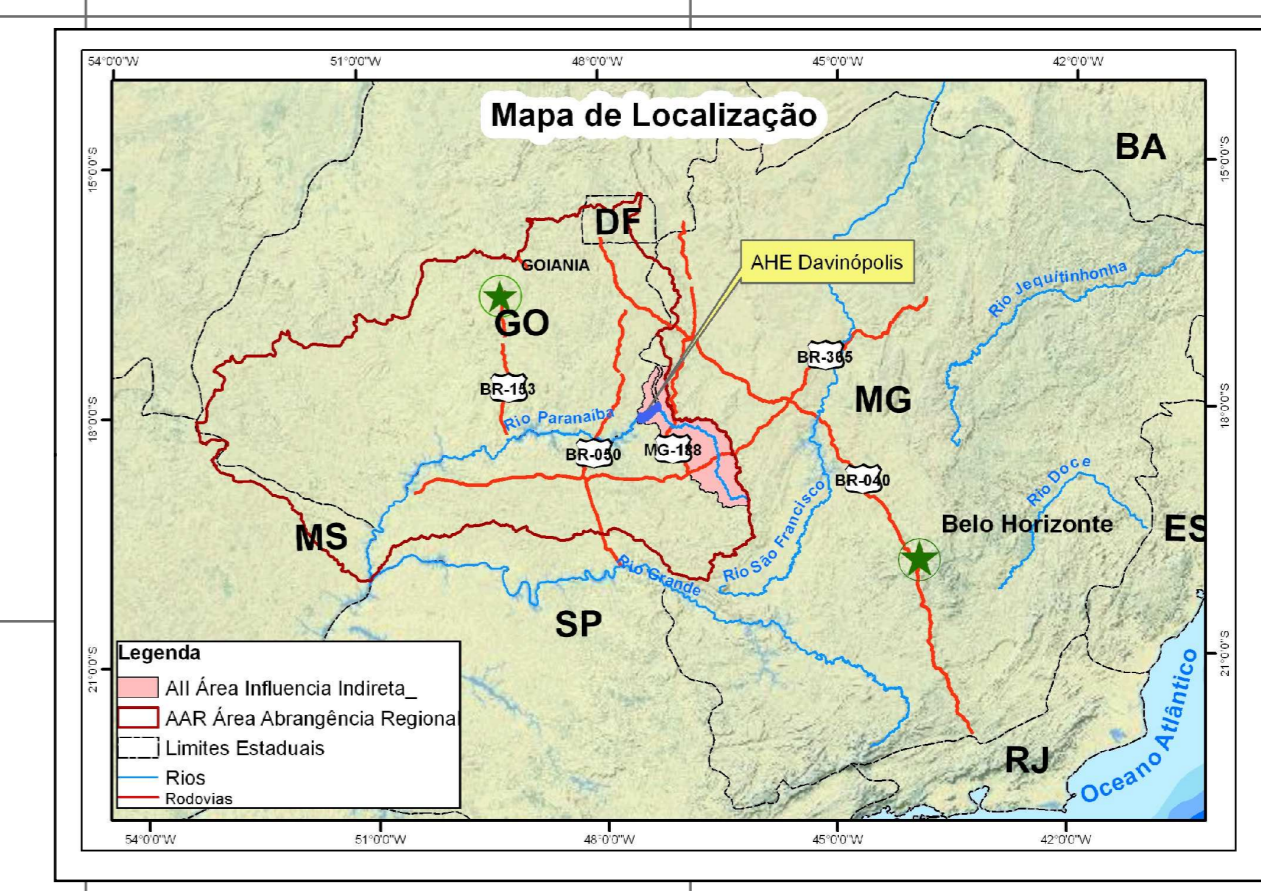 54°0'0"W
51°0'0"W
48°0'0"W
45°0'0"W
42°0'0"W
Mapa de Localização
15°0'0"S
15°0'0"S
BA
DF
AHE Davinópolis
GOIANIA
Rio Jequitinhonha
GO
BR-365
BR-153
MG
Rio Paranaíba
18°0'0"S
18°0'0"S
BR-050
MG-188
BR-040
Rio Doce
Rio São Francisco
Belo Horizonte
ES
MS
Rio Grande
SP
21°0'0"S
21°0'0"S
Legenda
AII Área Influencia Indireta_
AAR Área Abrangência Regional
Limites Estaduais
Rios
Rodovias
RJ
Oceano Atlântico
54°0'0"W
51°0'0"W
48°0'0"W
45°0'0"W
42°0'0"W